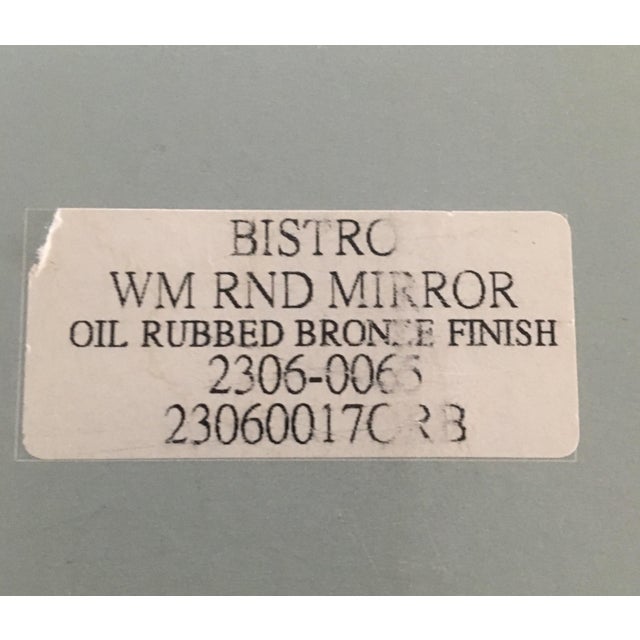 BISTRO
WM RND MIRROR
OIL RUBBED BRONZE FINISH
2306-0065
23060017ORB